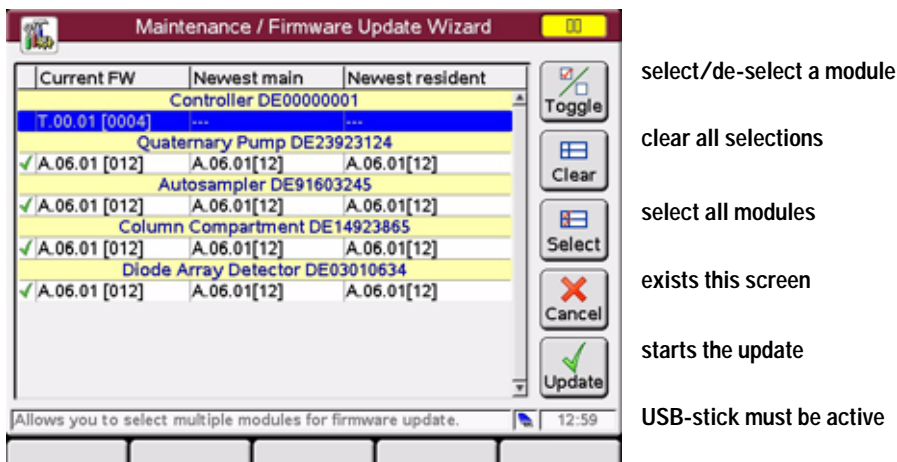 Maintenance / Firmware Update Wizard
Current FW Newest main Newest resident
Controller DE00000001
T.00.01 [0004] --- ---
Quaternary Pump DE23923124
A.06.01 [012] A.06.01[12] A.06.01[12]
Autosampler DE91603245
A.06.01 [012] A.06.01[12] A.06.01[12]
Column Compartment DE14923865
A.06.01 [012] A.06.01[12] A.06.01[12]
Diode Array Detector DE03010634
A.06.01 [012] A.06.01[12] A.06.01[12]
Toggle
select/de-select a module
Clear
clear all selections
Select
select all modules
Cancel
exists this screen
Update
starts the update
Allows you to select multiple modules for firmware update.
12:59
USB-stick must be active